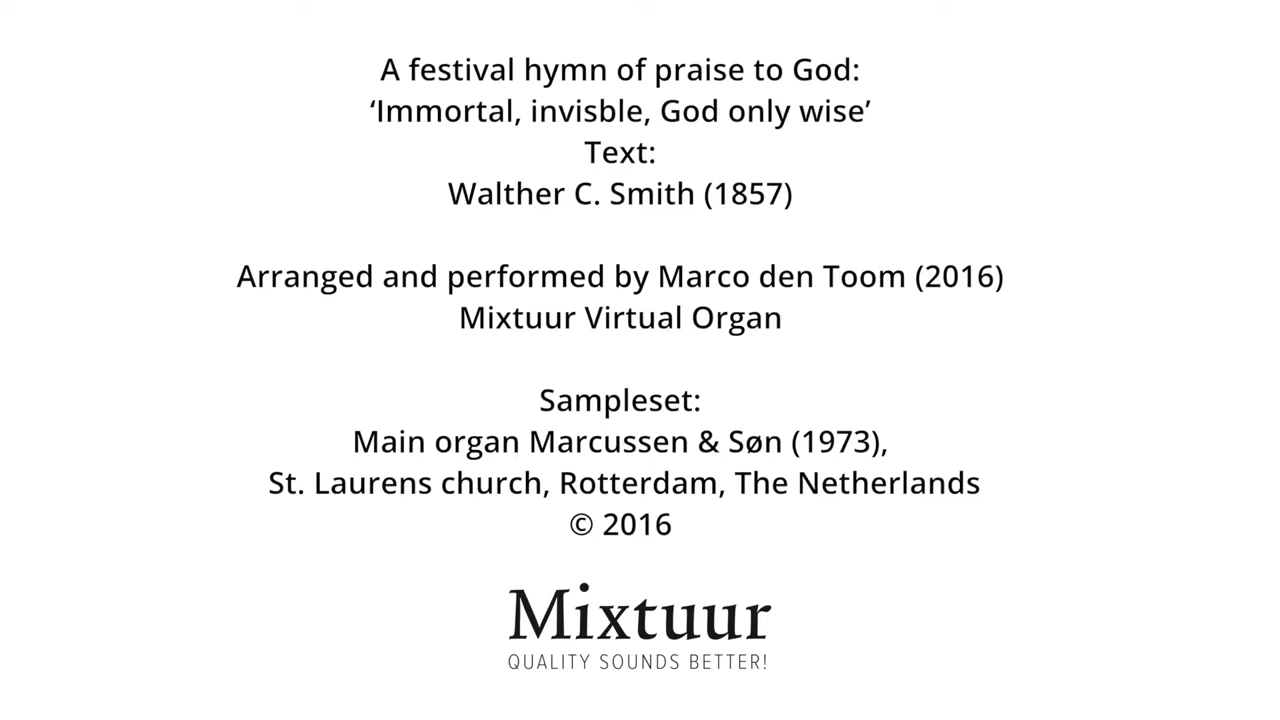 A festival hymn of praise to God:
‘Immortal, invisble, God only wise’
Text:
Walther C. Smith (1857)
Arranged and performed by Marco den Toom (2016)
Mixtuur Virtual Organ
Sampleset:
Main organ Marcussen & Søn (1973),
St. Laurens church, Rotterdam, The Netherlands
© 2016
Mixtuur
QUALITY SOUNDS BETTER!